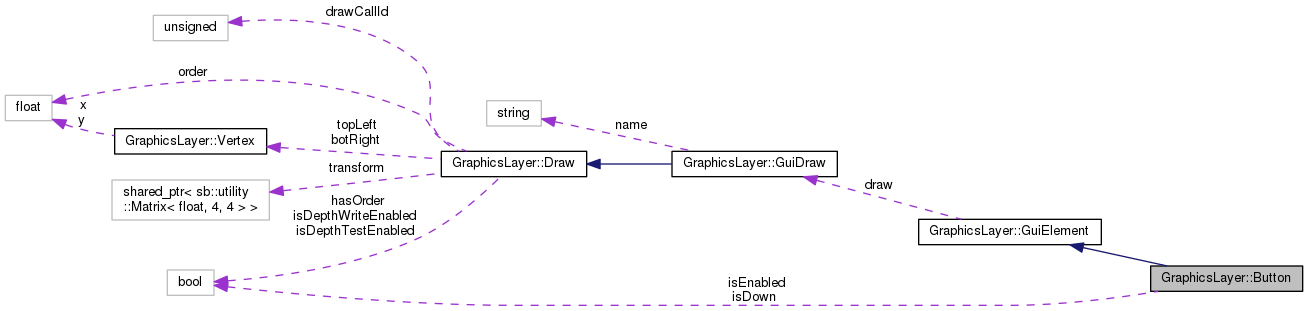 drawCallId
unsigned
order
float
x
y
string
name
topLeft
botRight
GraphicsLayer::Vertex
GraphicsLayer::Draw
GraphicsLayer::GuiDraw
transform
shared_ptr< sb::utility
::Matrix< float, 4, 4 > >
draw
hasOrder
isDepthWriteEnabled
isDepthTestEnabled
GraphicsLayer::GuiElement
bool
isEnabled
isDown
GraphicsLayer::Button